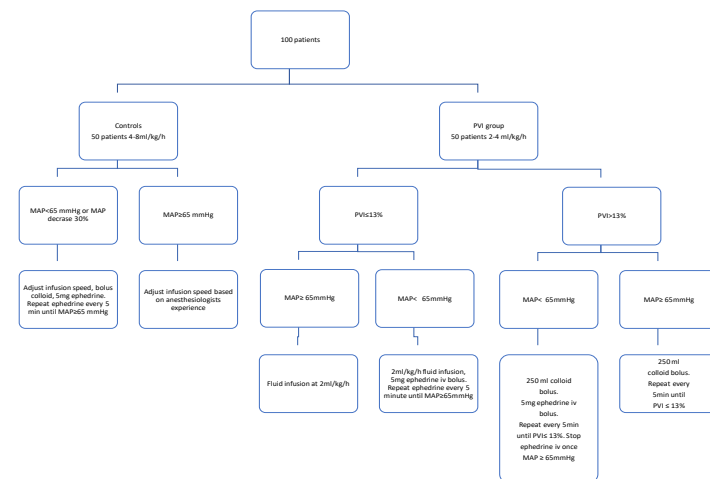 100 patients
Controls
50 patients 4-8ml/kg/h
PVI group
50 patients 2-4 ml/kg/h
MAP<65 mmHg or MAP
decrase 30%
MAP≥65 mmHg
PVI≤13%
PVI>13%
Adjust infusion speed, bolus
colloid, 5mg ephedrine.
Repeat ephedrine every 5
min until MAP≥65 mmHg
Adjust infusion speed based
on anesthesiologists
experience
MAP≥ 65mmHg
MAP< 65mmHg
MAP< 65mmHg
MAP≥ 65mmHg
Fluid infusion at 2ml/kg/h
2ml/kg/h fluid infusion,
5mg ephedrine iv bolus.
Repeat ephedrine every 5
minute until MAP≥65mmHg
250 ml colloid
bolus.
5mg ephedrine iv
bolus.
Repeat every 5min
until PVI≤ 13%. Stop
ephedrine iv once
MAP ≥ 65mmHg
250 ml
colloid bolus.
Repeat every
5min until
PVI ≤ 13%